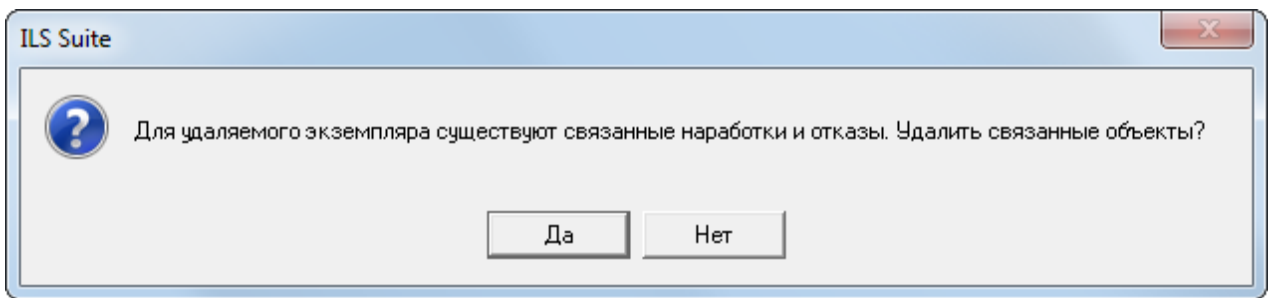 ILS Suite
Для удаляемого экземпляра существуют связанные наработки и отказы. Удалить связанные объекты?
Да
Нет